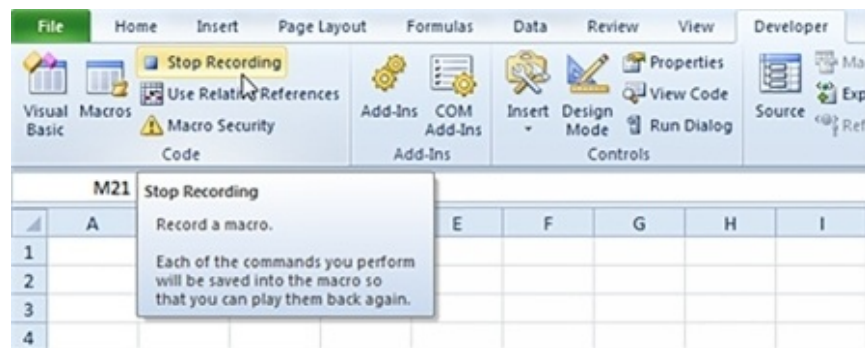 File Home Insert Page Layout Formulas Data Review View Developer
Visual Basic
Macros
Stop Recording
Use Relative References
Macro Security
Code
Add-Ins
COM Add-Ins
Add-Ins
Insert
Design Mode
Properties
View Code
Run Dialog
Controls
Source
M21
Stop Recording
Record a macro.
Each of the commands you perform
will be saved into the macro so
that you can play them back again.
A E F G H I
1
2
3
4